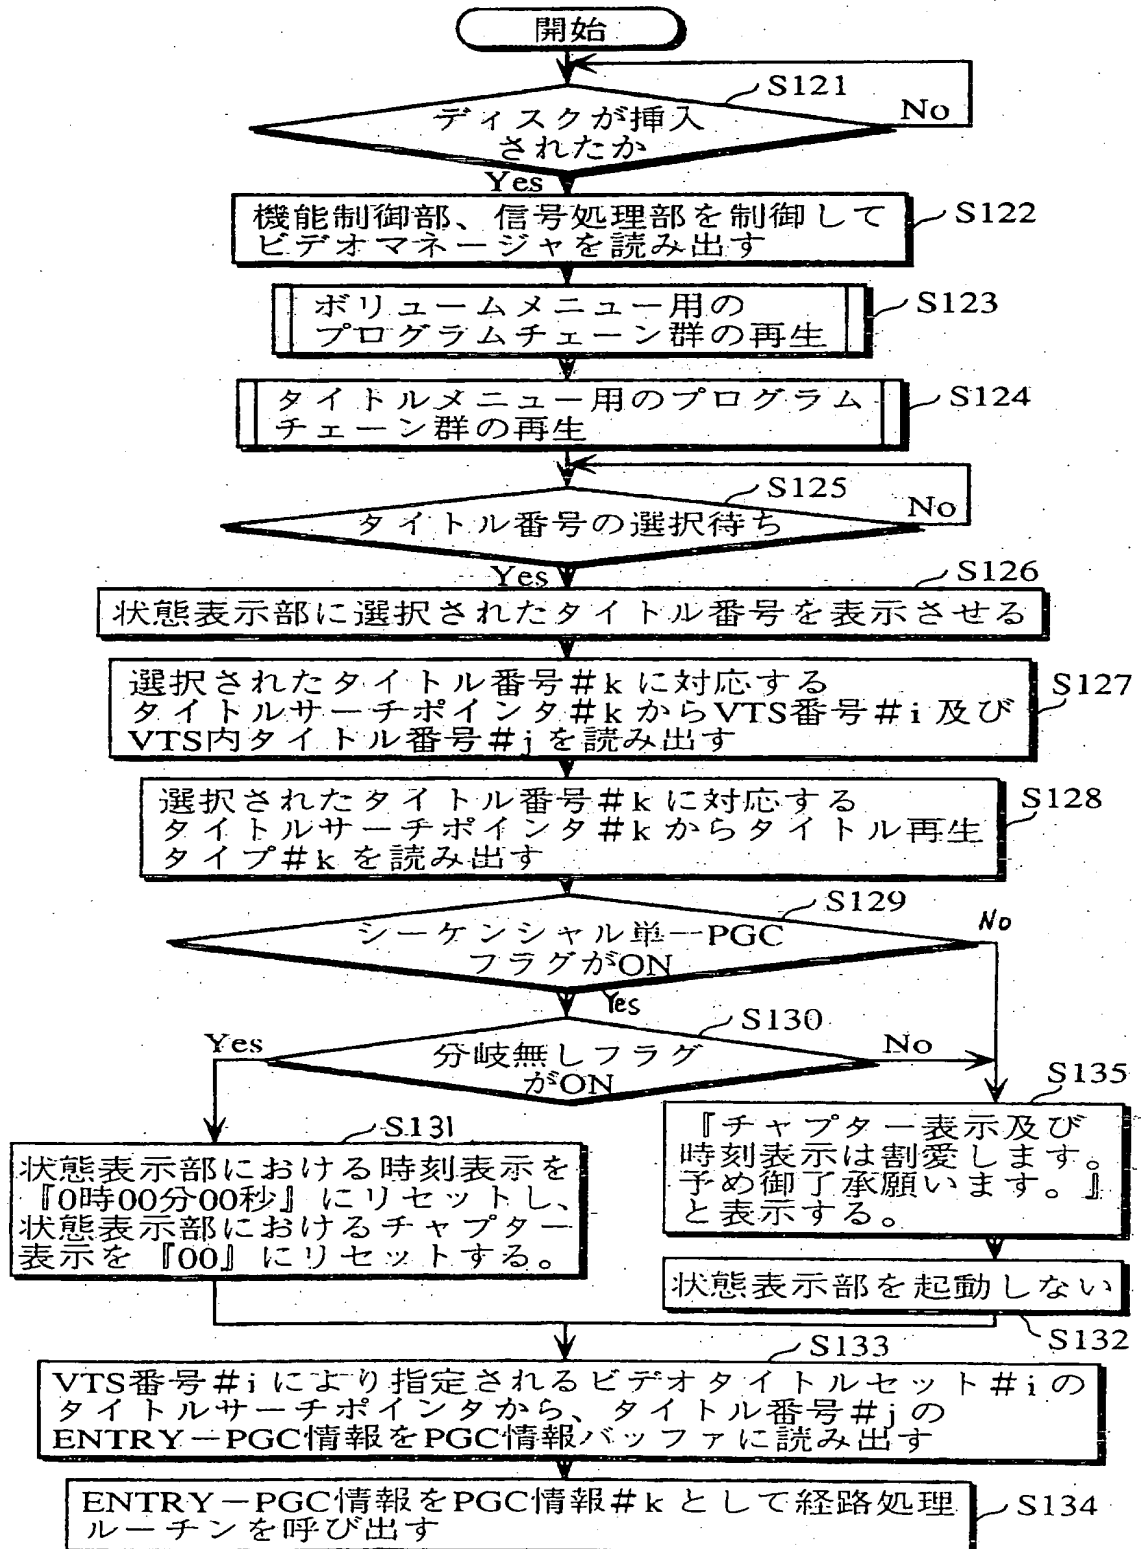 開始
S121
ディスクが挿入
されたか
No
Yes
機能制御部、信号処理部を制御して
ビデオマネージャを読み出す
S122
ボリュームメニュー用の
プログラムチェーン群の再生
S123
タイトルメニュー用のプログラム
チェーン群の再生
S124
S125
タイトル番号の選択待ち
No
Yes
S126
状態表示部に選択されたタイトル番号を表示させる
選択されたタイトル番号#kに対応する
タイトルサーチポインタ#kからVTS番号#i及び
VTS内タイトル番号#jを読み出す
S127
選択されたタイトル番号#kに対応する
タイトルサーチポインタ#kからタイトル再生
タイプ#kを読み出す
S128
S129
シーケンシャル単一PGC
フラグがON
No
Yes
S130
分岐無しフラグ
がON
Yes
No
S131
状態表示部における時刻表示を
『0時00分00秒』にリセットし、
状態表示部におけるチャプター
表示を『00』にリセットする。
S135
『チャプター表示及び
時刻表示は割愛します。
予め御了承願います。』
と表示する。
状態表示部を起動しない
S132
S133
VTS番号#iにより指定されるビデオタイトルセット#iの
タイトルサーチポインタから、タイトル番号#jの
ENTRY－PGC情報をPGC情報バッファに読み出す
ENTRY－PGC情報をPGC情報#kとして経路処理
ルーチンを呼び出す
S134